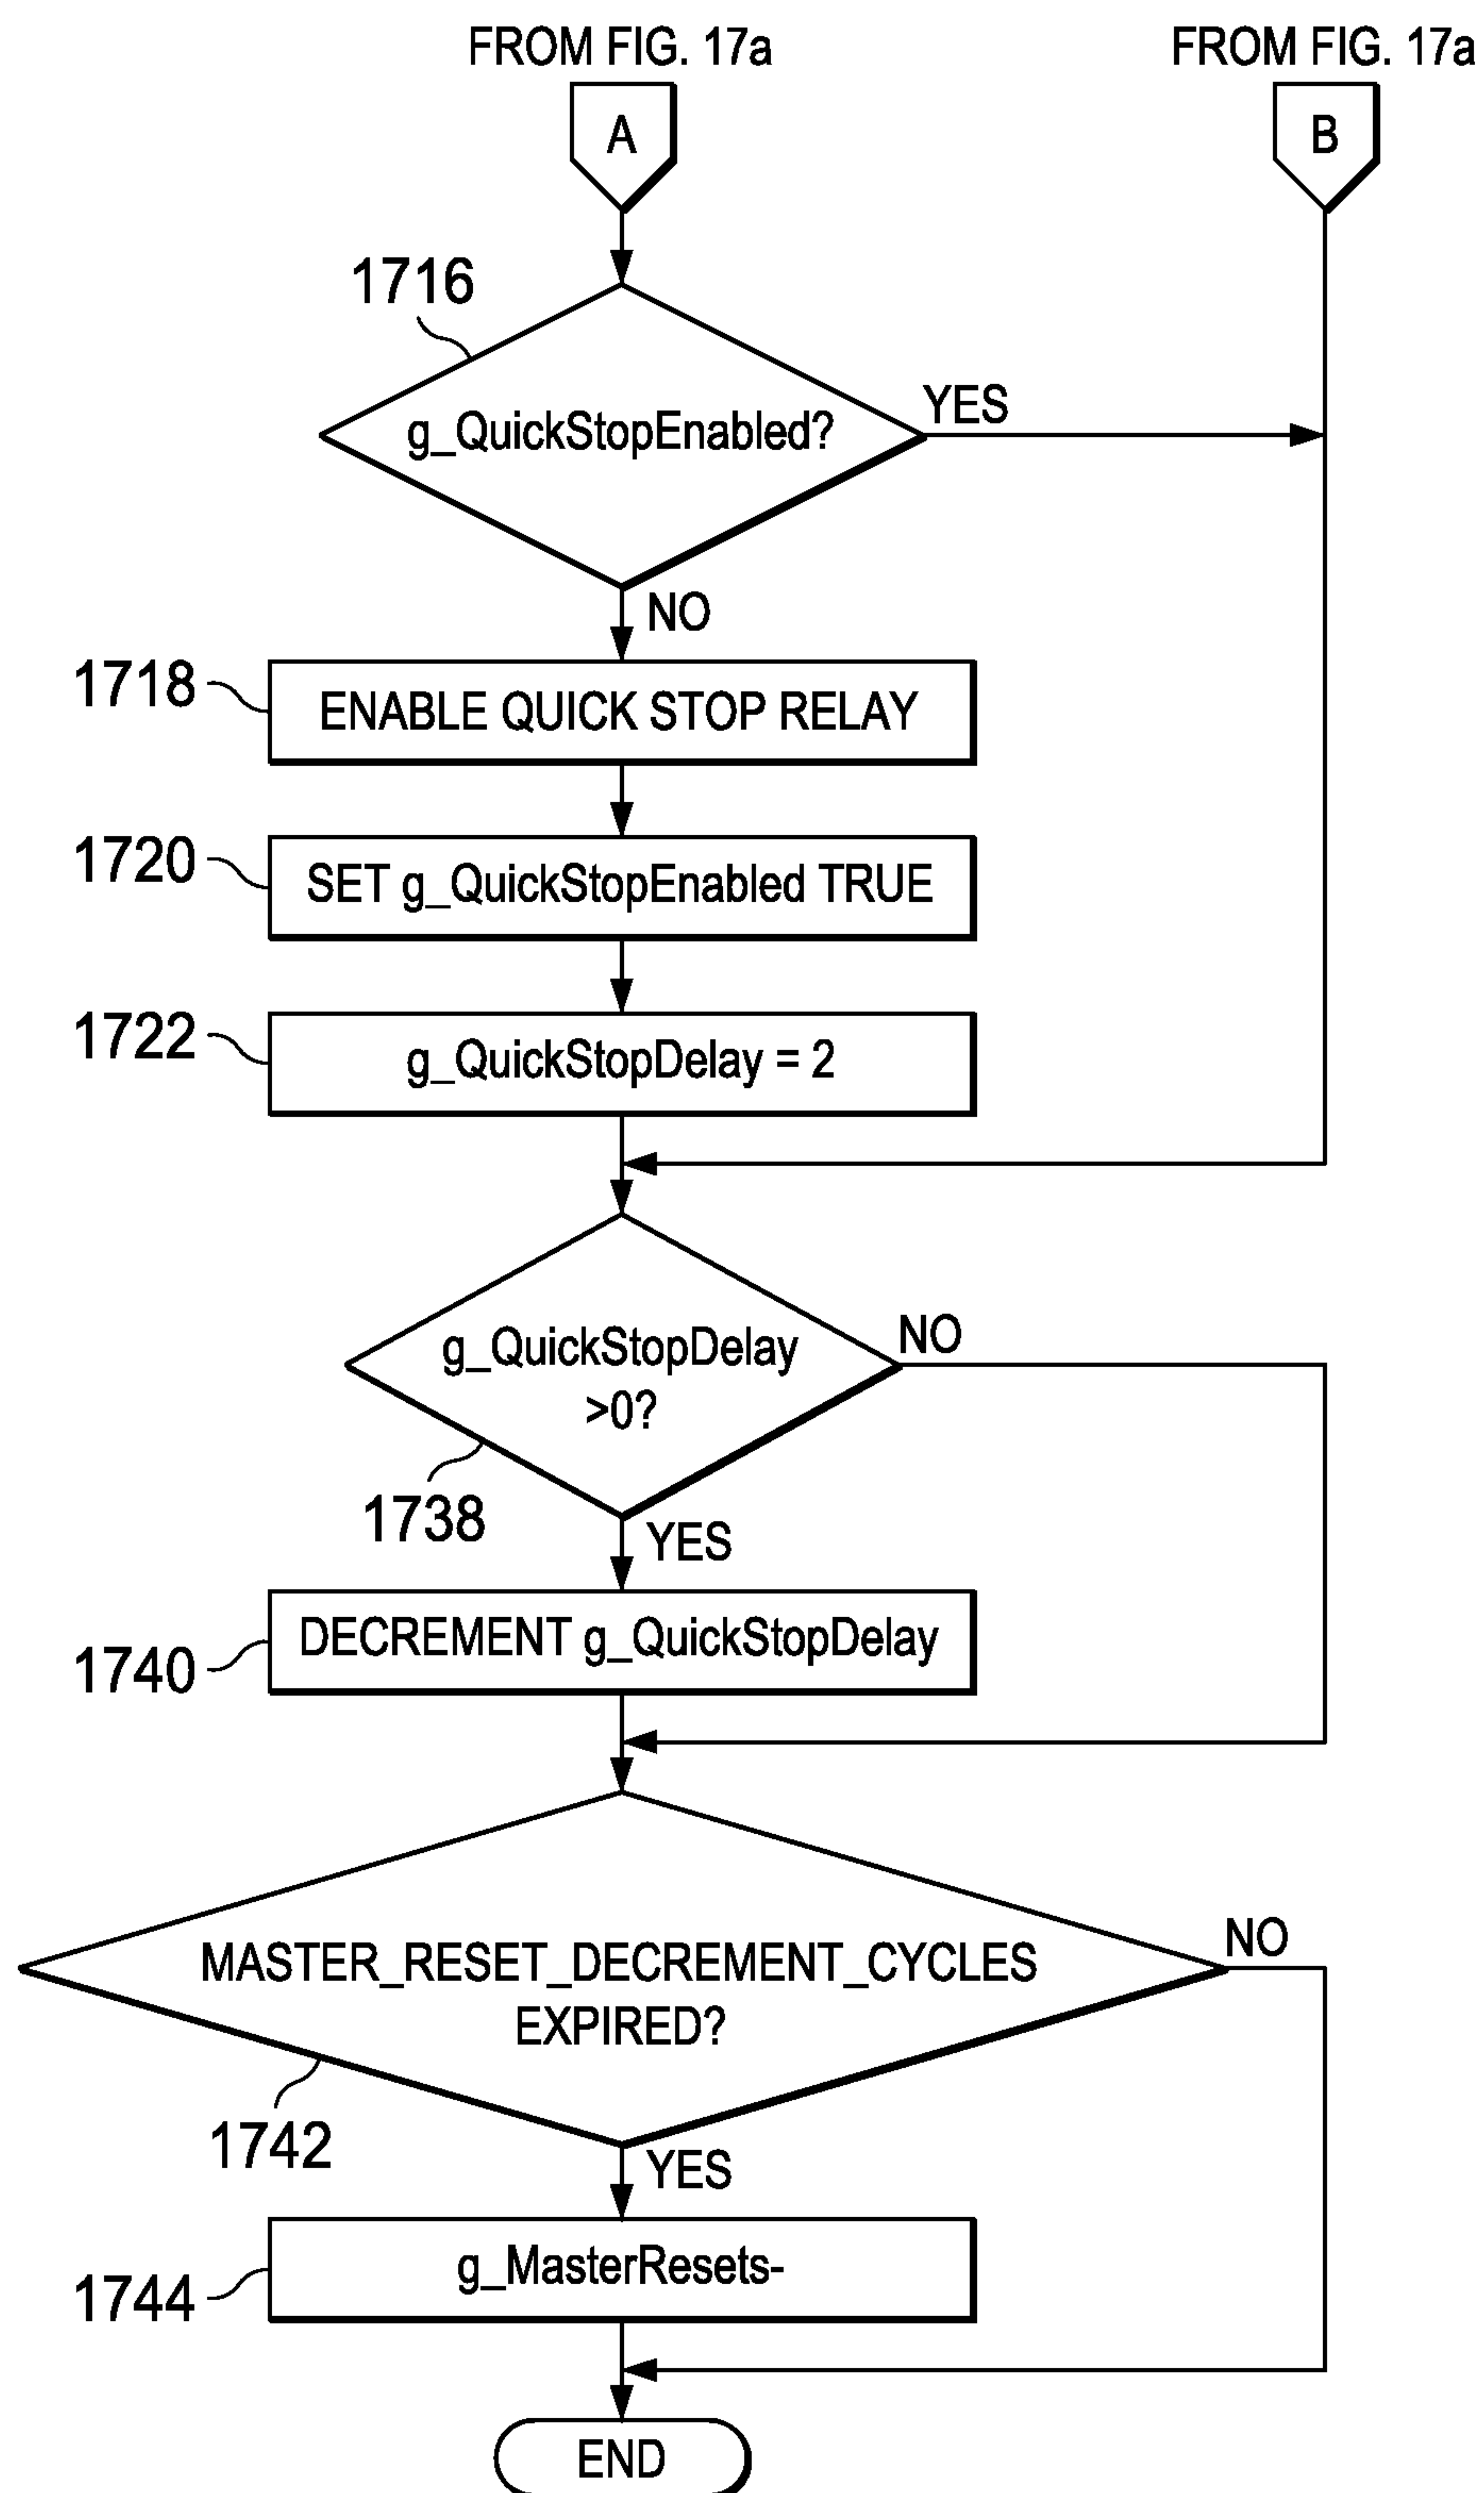 FROM FIG. 17a
FROM FIG. 17a
A
B
1716
g_QuickStopEnabled?
YES
NO
1718
ENABLE QUICK STOP RELAY
1720
SET g_QuickStopEnabled TRUE
1722
g_QuickStopDelay = 2
g_QuickStopDelay
>0?
NO
1738
YES
1740
DECREMENT g_QuickStopDelay
MASTER_RESET_DECREMENT_CYCLES
EXPIRED?
NO
1742
YES
1744
g_MasterResets-
END